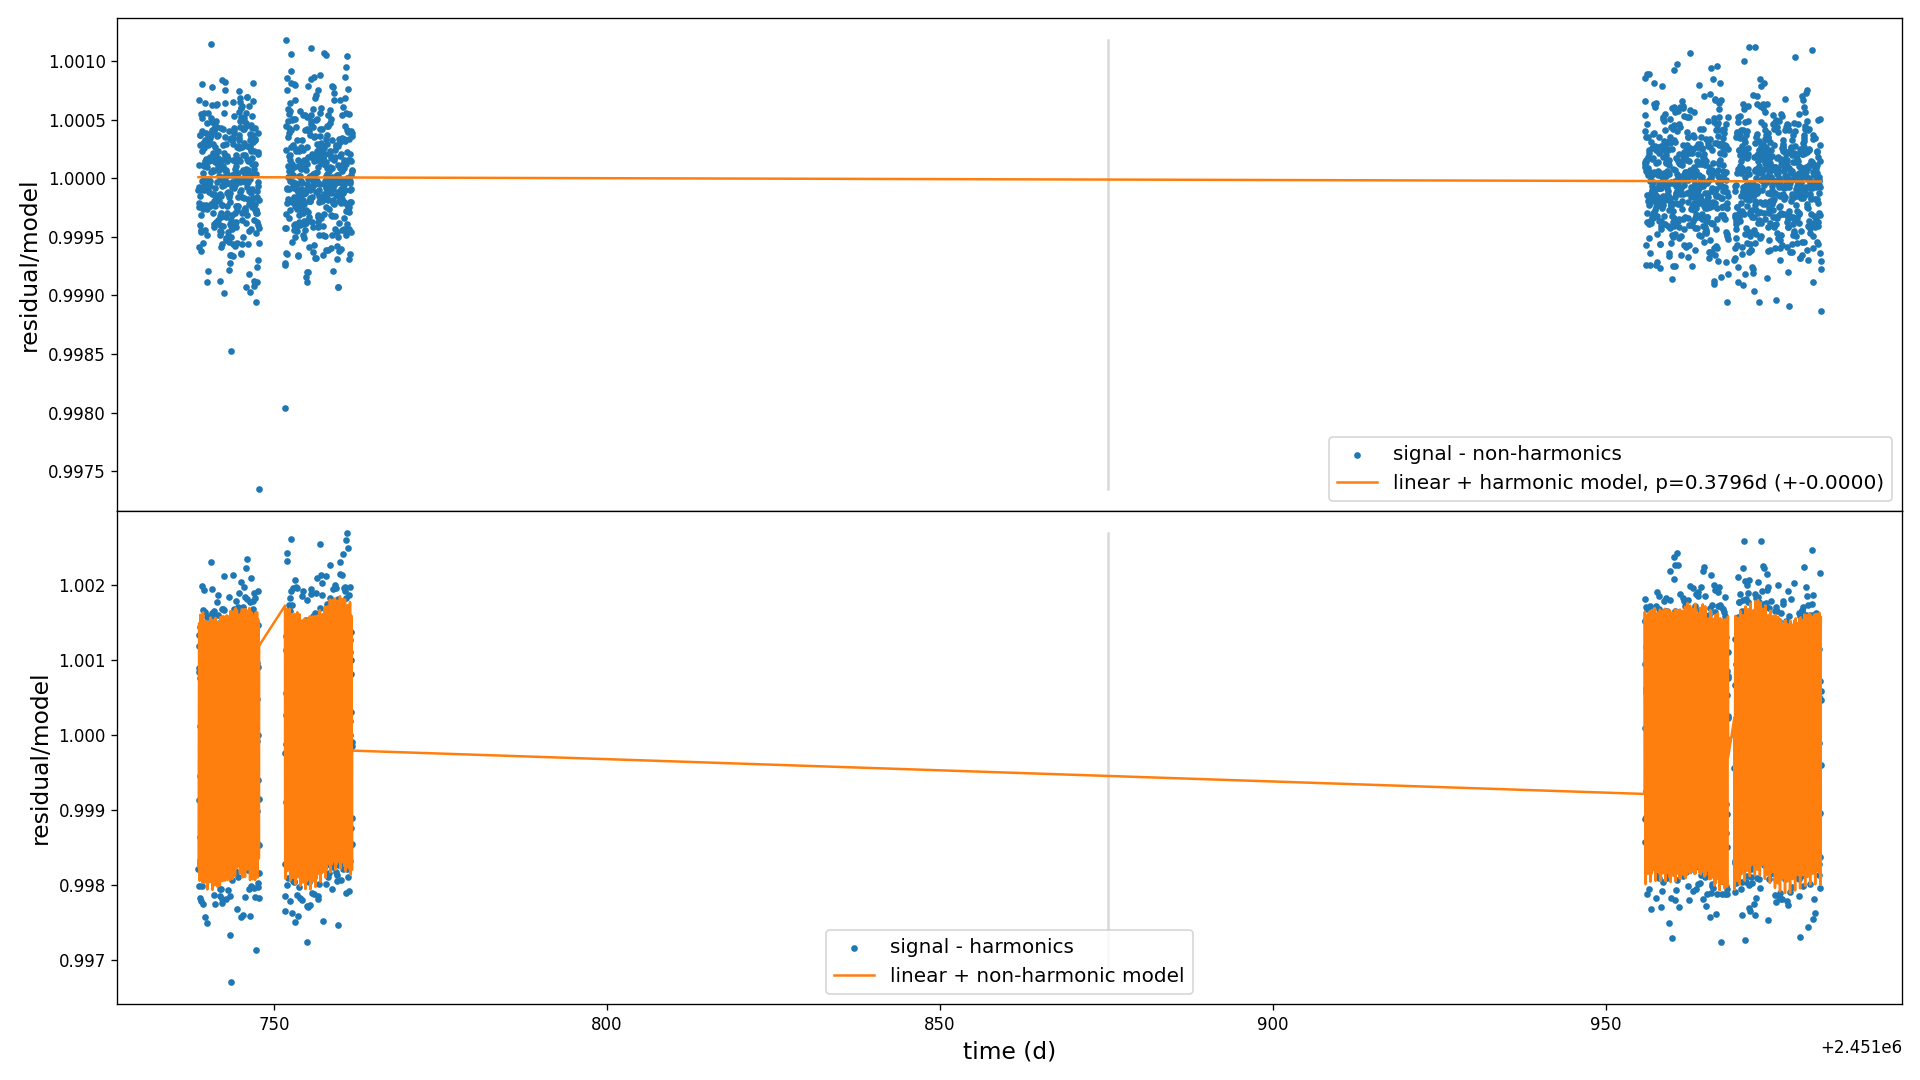 1.0010
1.0005
1.0000
0.9995
0.9990
0.9985
0.9980
0.9975
residual/model
signal - non-harmonics
linear + harmonic model, p=0.3796d (+-0.0000)
1.002
1.001
1.000
0.999
0.998
0.997
residual/model
signal - harmonics
linear + non-harmonic model
750
800
850
900
950
time (d)
+2.451e6